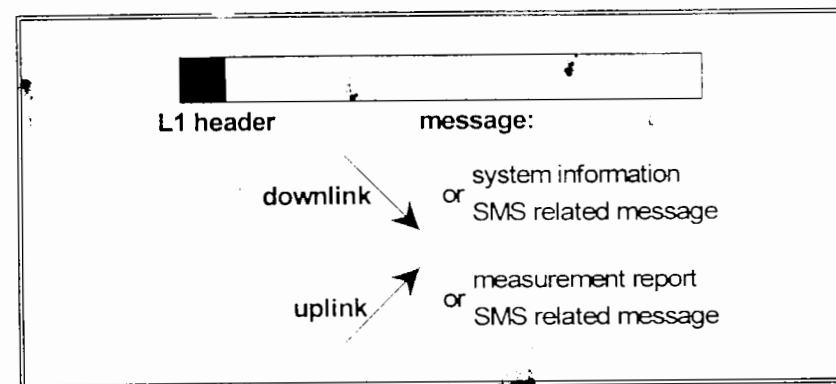 L1 header message:
downlink or system information
SMS related message
uplink or measurement report
SMS related message